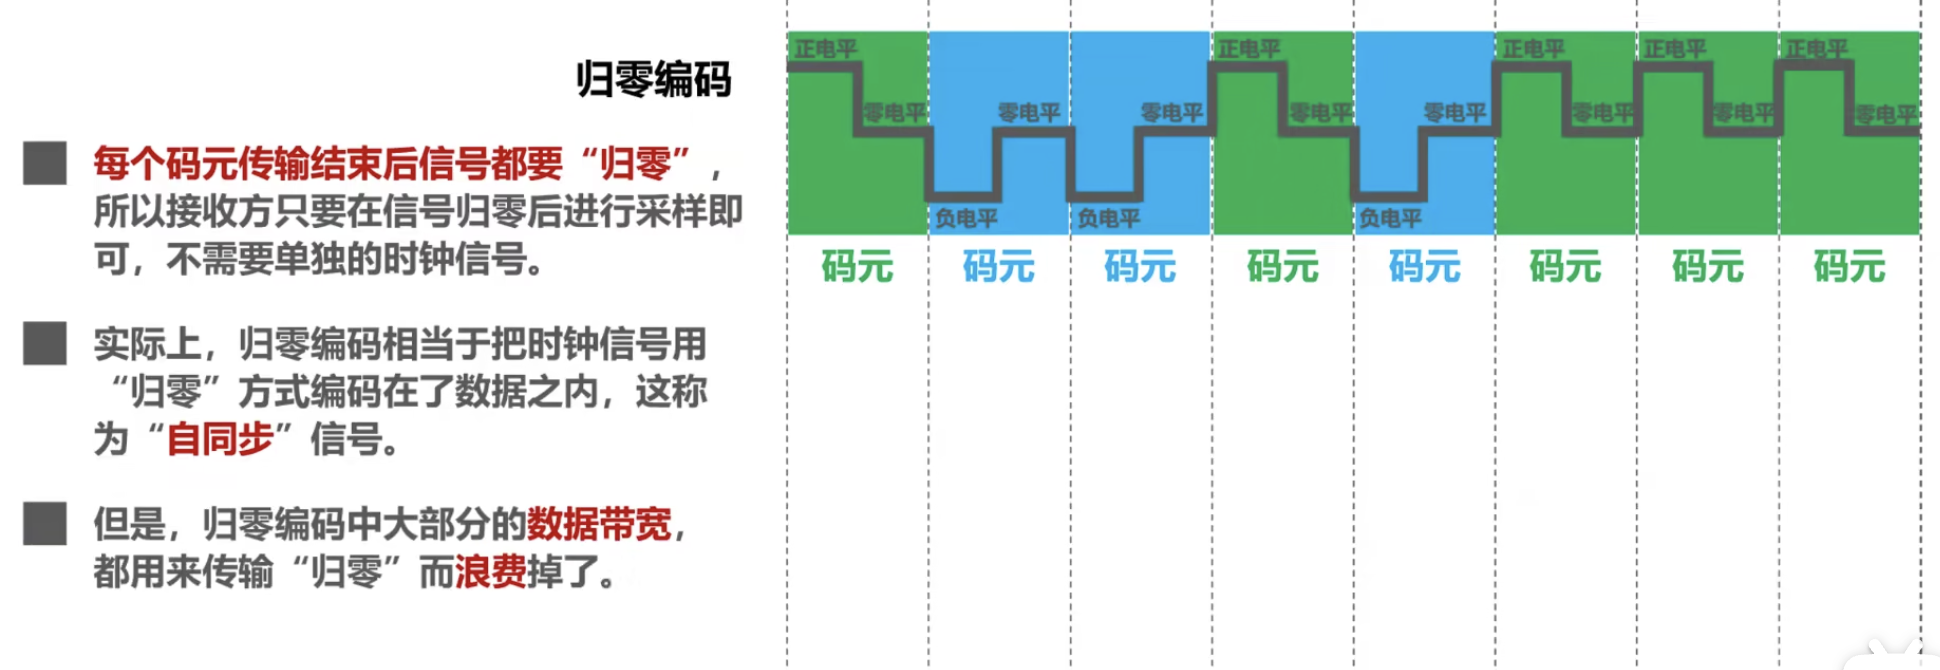 归零编码
每个码元传输结束后信号都要“归零”，
所以接收方只要在信号归零后进行采样即
可，不需要单独的时钟信号。
实际上，归零编码相当于把时钟信号用
“归零”方式编码在了数据之内，这称
为“自同步”信号。
但是，归零编码中大部分的数据带宽，
都用来传输“归零”而浪费掉了。
正电平 正电平 正电平 正电平 正电平
零电平 零电平 零电平 零电平 零电平 零电平 零电平 零电平
负电平 负电平 负电平
码元 码元 码元 码元 码元 码元 码元 码元